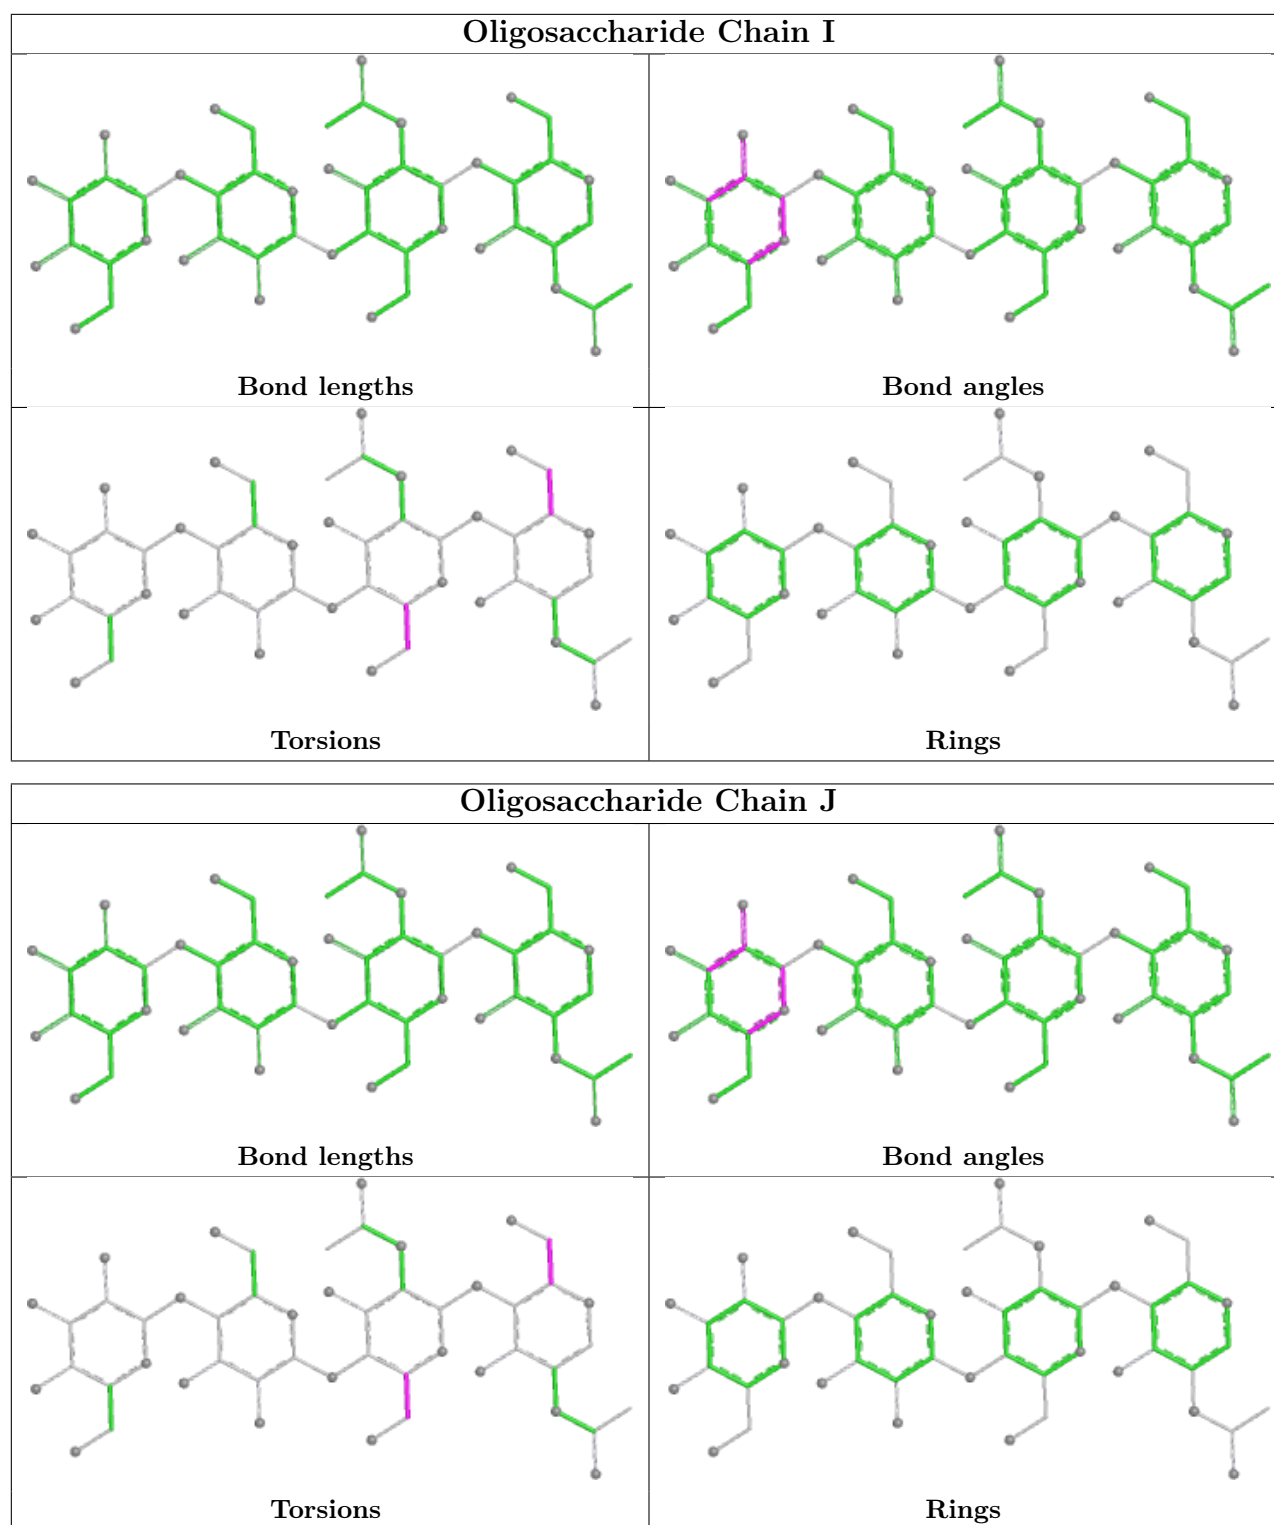 Oligosaccharide Chain I
Bond lengths
Bond angles
Torsions
Rings
Oligosaccharide Chain J
Bond lengths
Bond angles
Torsions
Rings